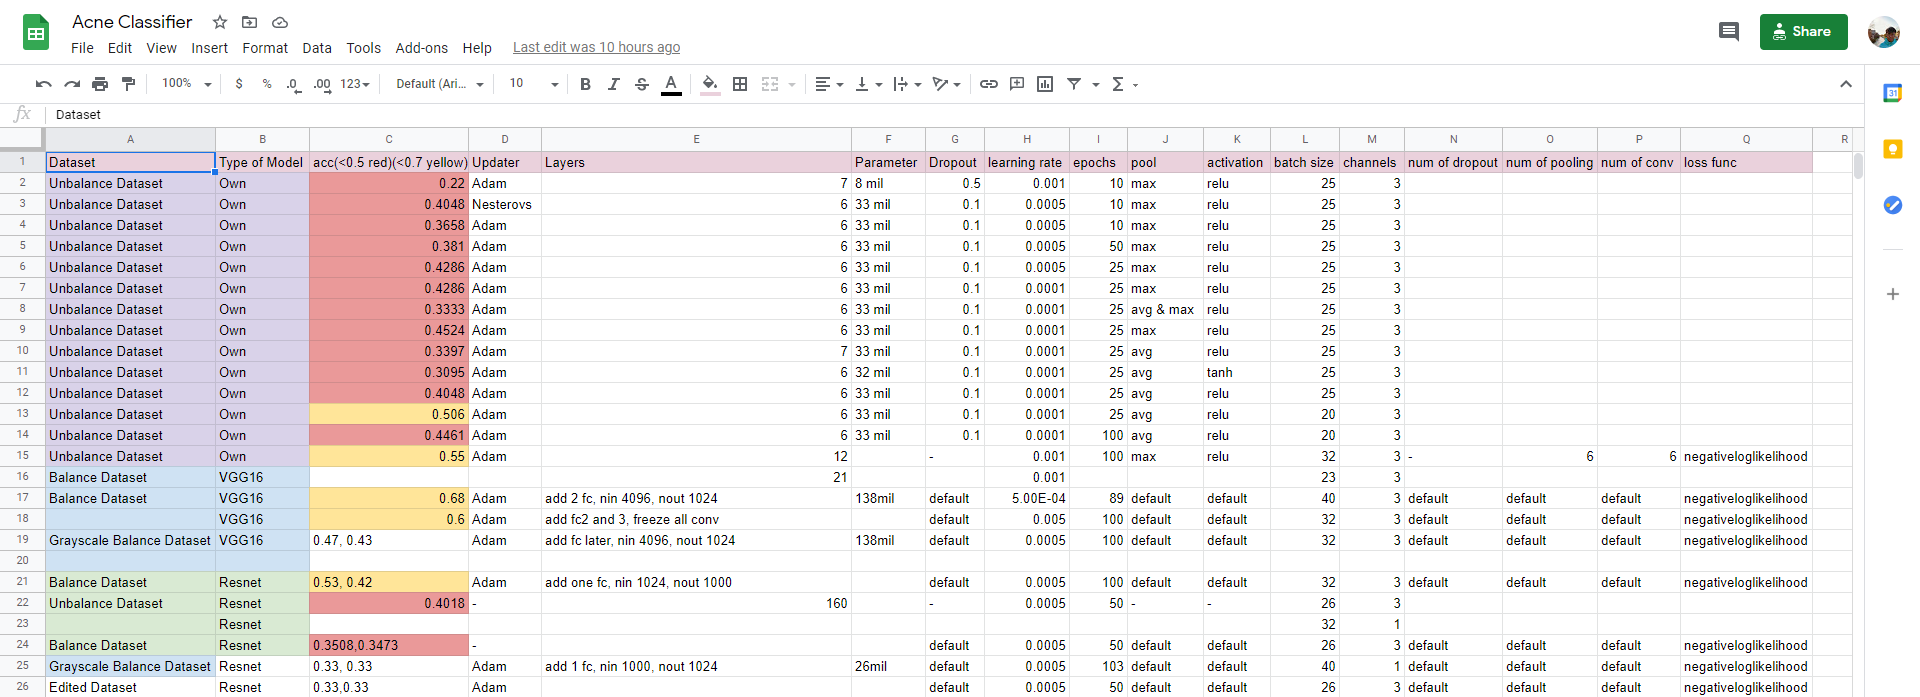 Acne Classifier
File Edit View Insert Format Data Tools Add-ons Help Last edit was 10 hours ago
Share
100% $ % .0 .00 123 Default (Ari... 10 B I S A Σ
31
fx Dataset
A B C D E F G H I J K L M N O P Q R
1 Dataset Type of Model acc(<0.5 red)(<0.7 yellow) Updater Layers Parameter Dropout learning rate epochs pool activation batch size channels num of dropout num of pooling num of conv loss func
2 Unbalance Dataset Own 0.22 Adam 7 8 mil 0.5 0.001 10 max relu 25 3
3 Unbalance Dataset Own 0.4048 Nesterovs 6 33 mil 0.1 0.0005 10 max relu 25 3
4 Unbalance Dataset Own 0.3658 Adam 6 33 mil 0.1 0.0005 10 max relu 25 3
5 Unbalance Dataset Own 0.381 Adam 6 33 mil 0.1 0.0005 50 max relu 25 3
6 Unbalance Dataset Own 0.4286 Adam 6 33 mil 0.1 0.0005 25 max relu 25 3
7 Unbalance Dataset Own 0.4286 Adam 6 33 mil 0.1 0.0001 25 max relu 25 3
8 Unbalance Dataset Own 0.3333 Adam 6 33 mil 0.1 0.0001 25 avg & max relu 25 3
9 Unbalance Dataset Own 0.4524 Adam 6 33 mil 0.1 0.0001 25 max relu 25 3
10 Unbalance Dataset Own 0.3397 Adam 7 33 mil 0.1 0.0001 25 avg relu 25 3
11 Unbalance Dataset Own 0.3095 Adam 6 32 mil 0.1 0.0001 25 avg tanh 25 3
12 Unbalance Dataset Own 0.4048 Adam 6 33 mil 0.1 0.0001 25 avg relu 25 3
13 Unbalance Dataset Own 0.506 Adam 6 33 mil 0.1 0.0001 25 avg relu 20 3
14 Unbalance Dataset Own 0.4461 Adam 6 33 mil 0.1 0.0001 100 avg relu 20 3
15 Unbalance Dataset Own 0.55 Adam 12 - 0.001 100 max relu 32 3 - 6 6 negativeloglikelihood
16 Balance Dataset VGG16 21 0.001 23 3
17 Balance Dataset VGG16 0.68 Adam add 2 fc, nin 4096, nout 1024 138mil default 5.00E-04 89 default default 40 3 default default default negativeloglikelihood
18 VGG16 0.6 Adam add fc2 and 3, freeze all conv default 0.005 100 default default 32 3 default default default negativeloglikelihood
19 Grayscale Balance Dataset VGG16 0.47, 0.43 Adam add fc later, nin 4096, nout 1024 138mil default 0.0005 100 default default 32 3 default default default negativeloglikelihood
20
21 Balance Dataset Resnet 0.53, 0.42 Adam add one fc, nin 1024, nout 1000 default 0.0005 100 default default 32 3 default default default negativeloglikelihood
22 Unbalance Dataset Resnet 0.4018 - 160 - 0.0005 50 - - 26 3
23 Resnet 32 1
24 Balance Dataset Resnet 0.3508,0.3473 - default 0.0005 50 default default 26 3 default default default negativeloglikelihood
25 Grayscale Balance Dataset Resnet 0.33, 0.33 Adam add 1 fc, nin 1000, nout 1024 26mil default 0.0005 103 default default 40 1 default default default negativeloglikelihood
26 Edited Dataset Resnet 0.33,0.33 Adam default 0.0005 50 default default 26 3 default default default negativeloglikelihood